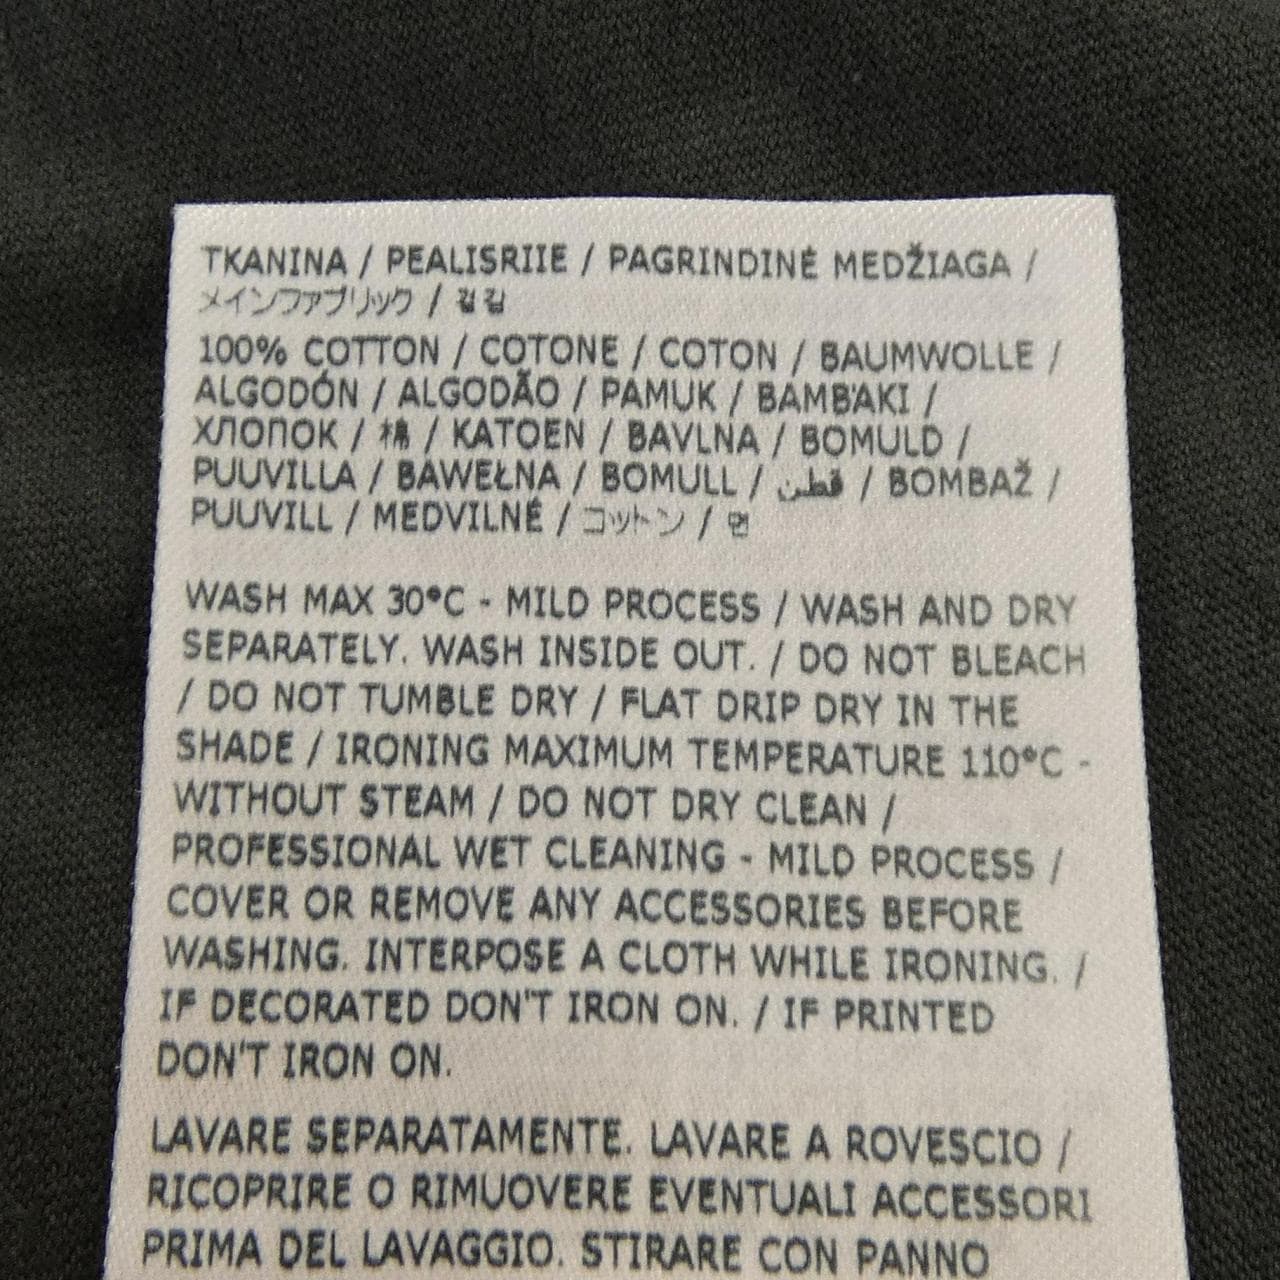 TKANINA / PEALISRIIE / PAGRINDINĖ MEDŽIAGA /
メインファブリック / 겉감
100% COTTON / COTONE / COTON / BAUMWOLLE /
ALGODÓN / ALGODÃO / PAMUK / BAMBAKI /
ХЛОПОК / 棉 / KATOEN / BAVLNA / BOMULD /
PUUVILLA / BAWEŁNA / BOMULL / قطن / BOMBAŽ /
PUUVILL / MEDVILNĖ / コットン / 면
WASH MAX 30°C - MILD PROCESS / WASH AND DRY
SEPARATELY. WASH INSIDE OUT. / DO NOT BLEACH
/ DO NOT TUMBLE DRY / FLAT DRIP DRY IN THE
SHADE / IRONING MAXIMUM TEMPERATURE 110°C -
WITHOUT STEAM / DO NOT DRY CLEAN /
PROFESSIONAL WET CLEANING - MILD PROCESS /
COVER OR REMOVE ANY ACCESSORIES BEFORE
WASHING. INTERPOSE A CLOTH WHILE IRONING. /
IF DECORATED DON'T IRON ON. / IF PRINTED
DON'T IRON ON.
LAVARE SEPARATAMENTE. LAVARE A ROVESCIO /
RICOPRIRE O RIMUOVERE EVENTUALI ACCESSORI
PRIMA DEL LAVAGGIO. STIRARE CON PANNO